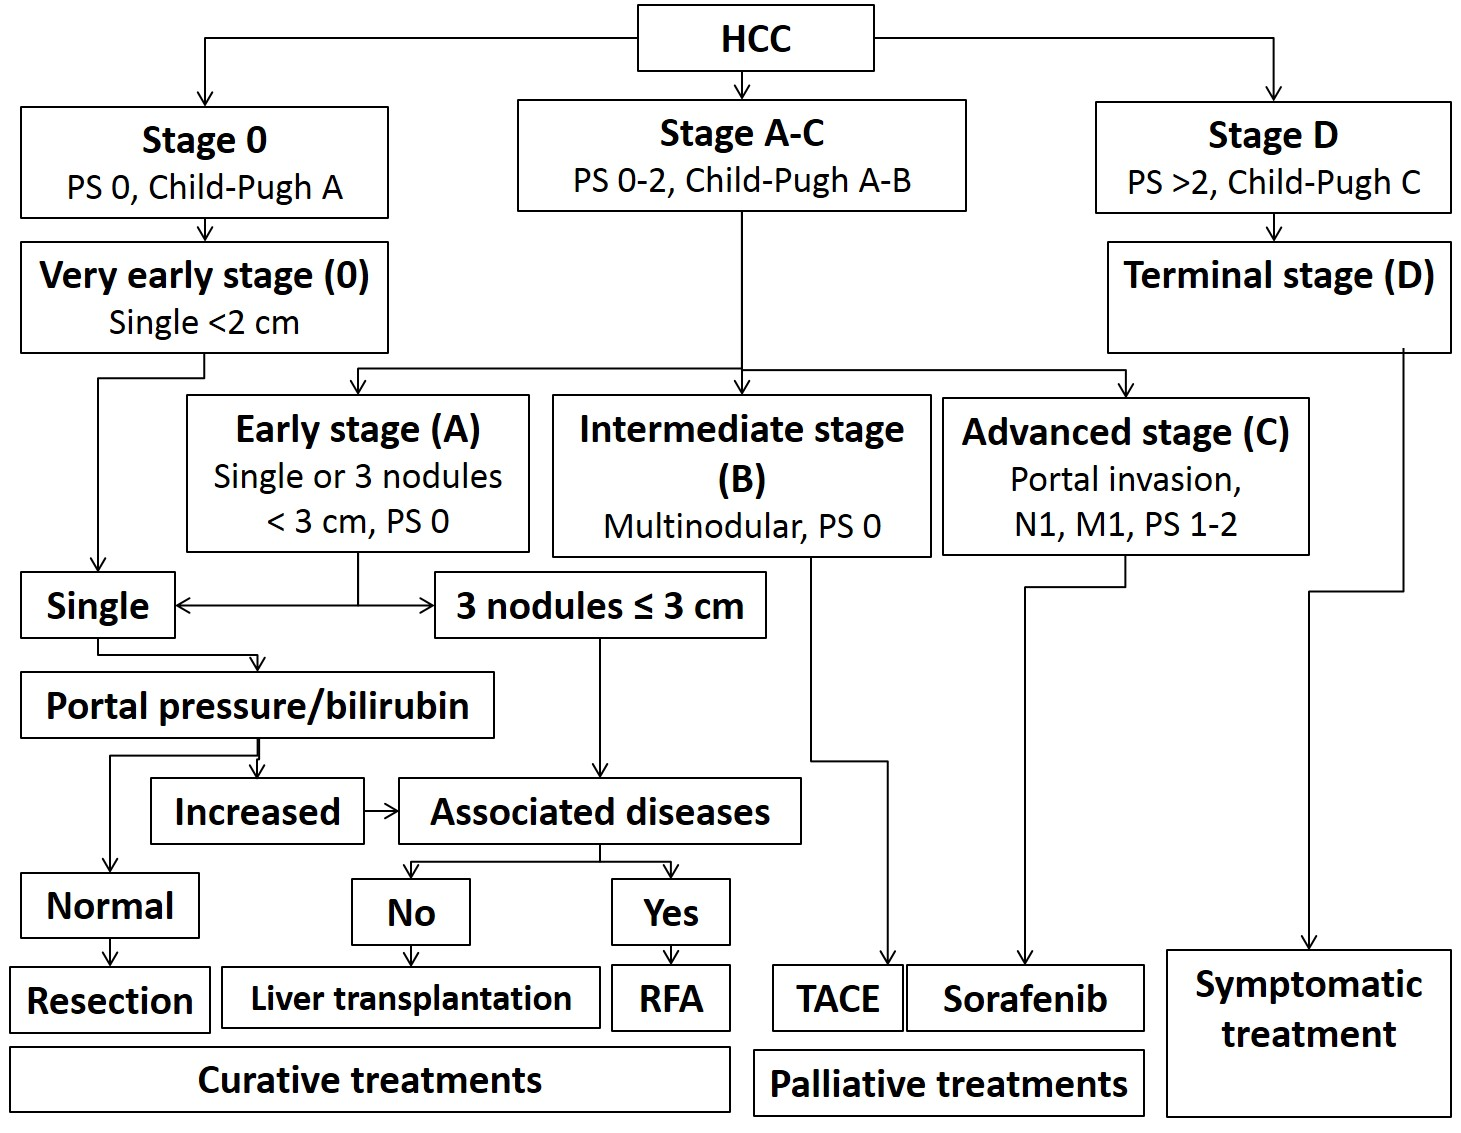 HCC
Stage 0
PS 0, Child-Pugh A
Stage A-C
PS 0-2, Child-Pugh A-B
Stage D
PS >2, Child-Pugh C
Very early stage (0)
Single <2 cm
Terminal stage (D)
Early stage (A)
Single or 3 nodules
< 3 cm, PS 0
Intermediate stage
(B)
Multinodular, PS 0
Advanced stage (C)
Portal invasion,
N1, M1, PS 1-2
Single
3 nodules ≤ 3 cm
Portal pressure/bilirubin
Increased
Associated diseases
Normal
No
Yes
Resection
Liver transplantation
RFA
TACE
Sorafenib
Symptomatic
treatment
Curative treatments
Palliative treatments